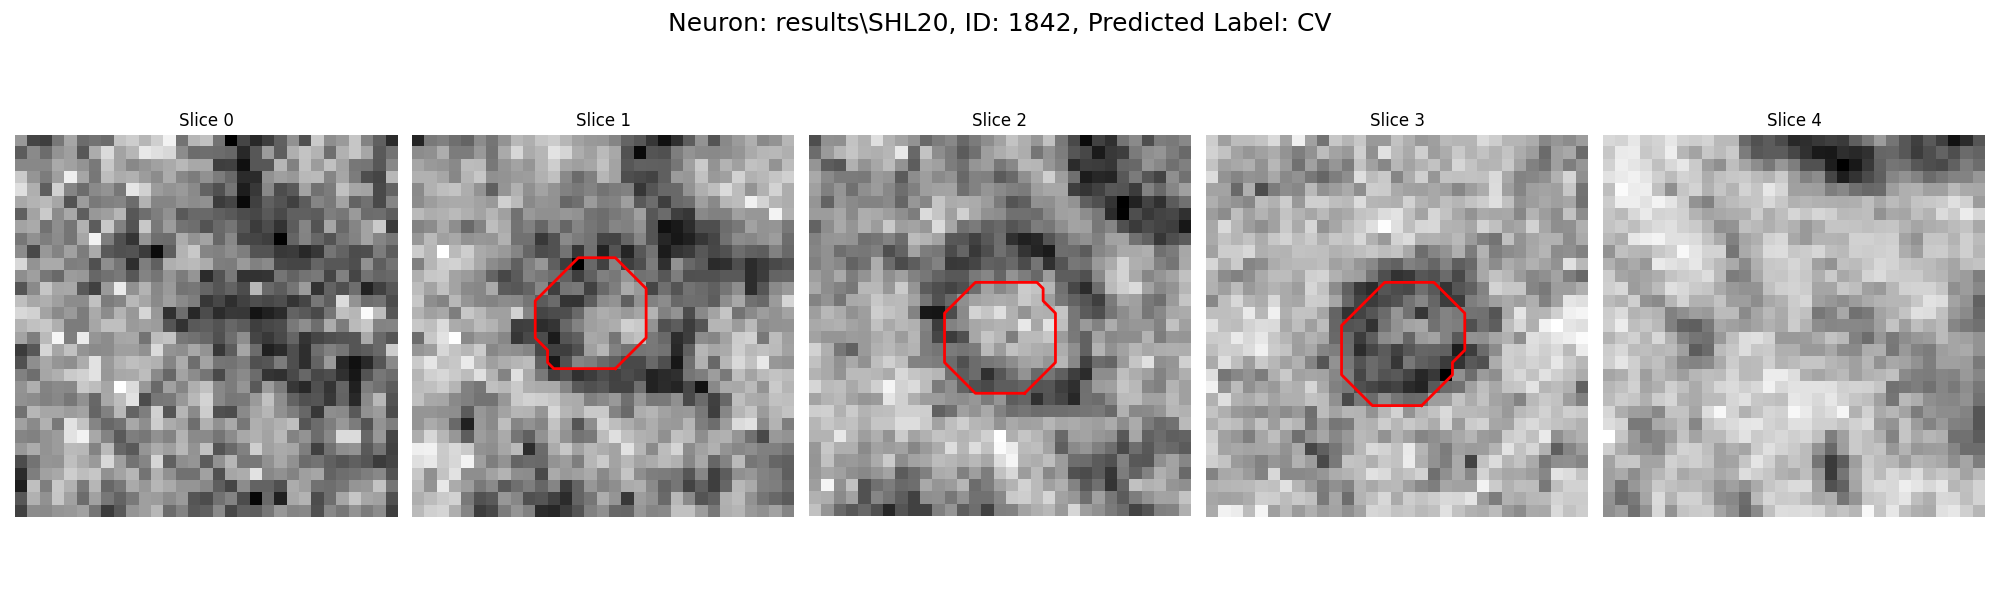 Neuron: results\SHL20, ID: 1842, Predicted Label: CV
Slice 0
Slice 1
Slice 2
Slice 3
Slice 4